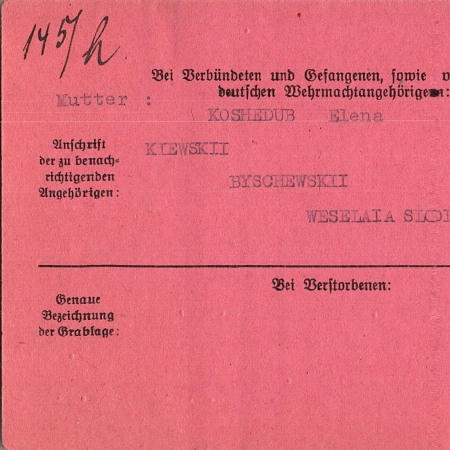 145/h
Bei Verbündeten und Gefangenen, sowie
deutschen Wehrmachtangehörigen:
Mutter :
KOSHEDUB Elena
Anschrift
der zu benach-
richtigenden
Angehörigen:
KIEWSKII
BYSCHEWSKII
WESELAIA
Bei Verstorbenen:
Genaue
Bezeichnung
der Grablage: